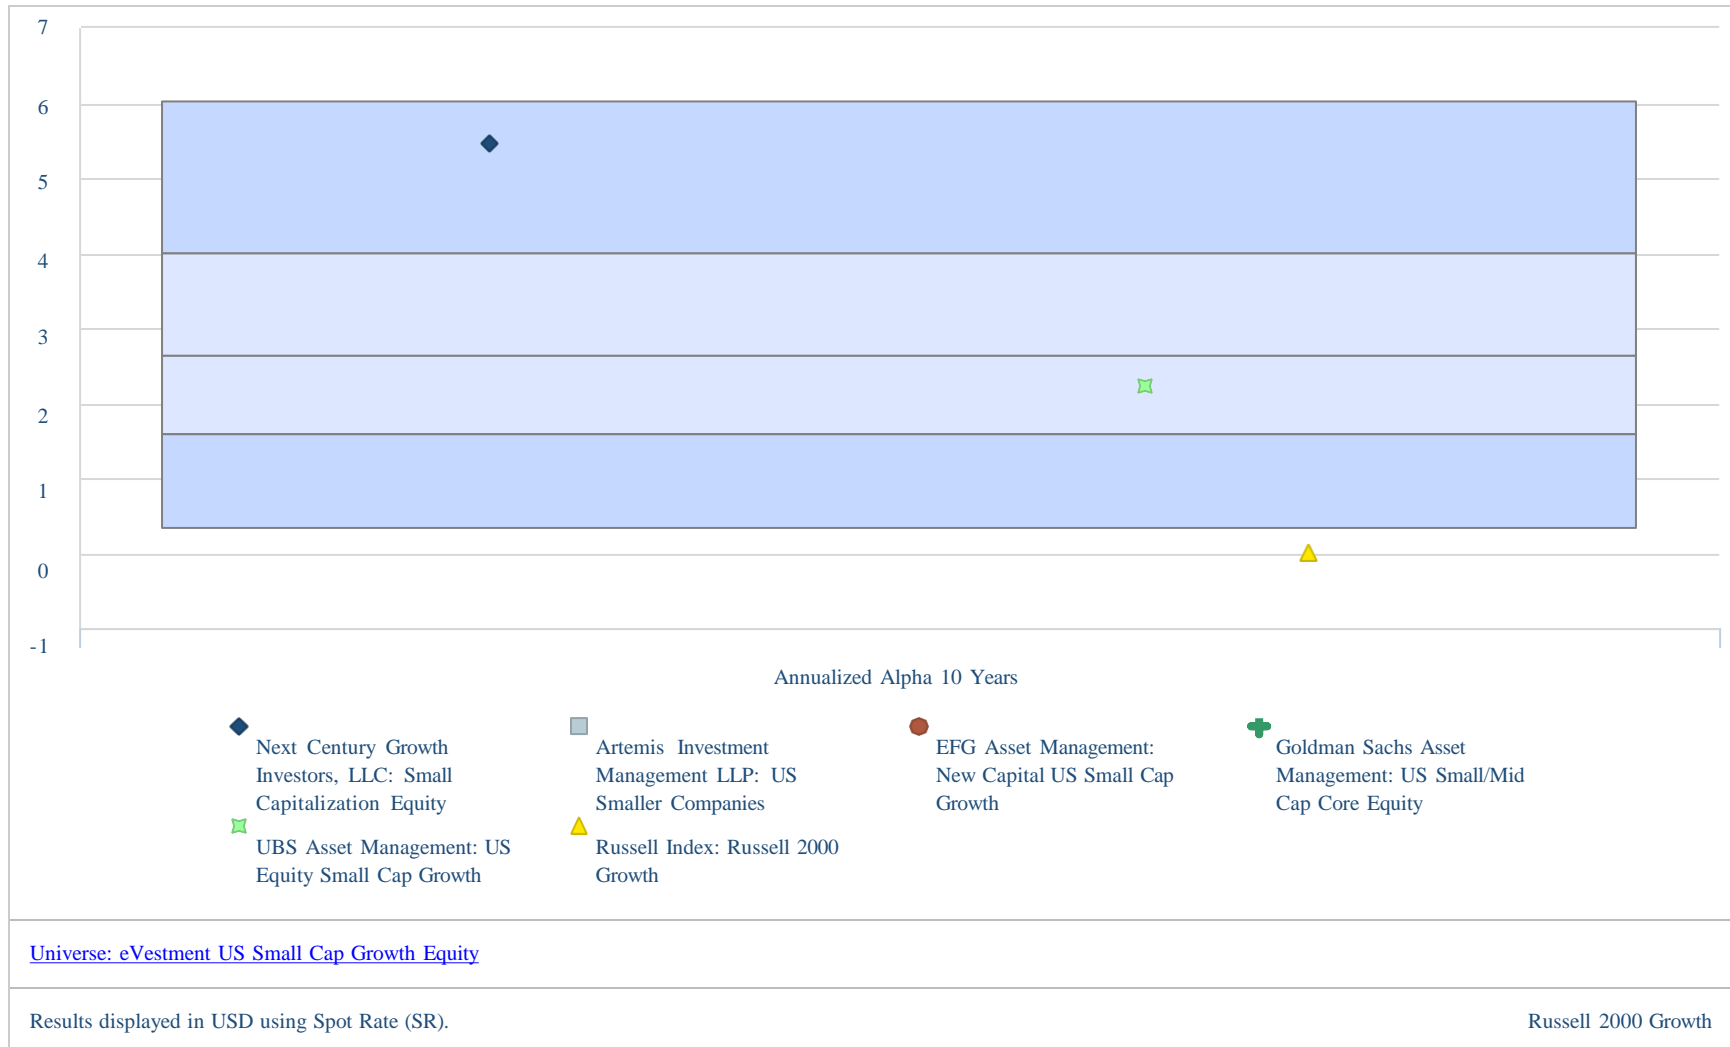 7
6
5
4
3
2
1
0
-1
Annualized Alpha 10 Years
Next Century Growth
Investors, LLC: Small
Capitalization Equity
Artemis Investment
Management LLP: US
Smaller Companies
EFG Asset Management:
New Capital US Small Cap
Growth
Goldman Sachs Asset
Management: US Small/Mid
Cap Core Equity
UBS Asset Management: US
Equity Small Cap Growth
Russell Index: Russell 2000
Growth
Universe: eVestment US Small Cap Growth Equity
Results displayed in USD using Spot Rate (SR).
Russell 2000 Growth